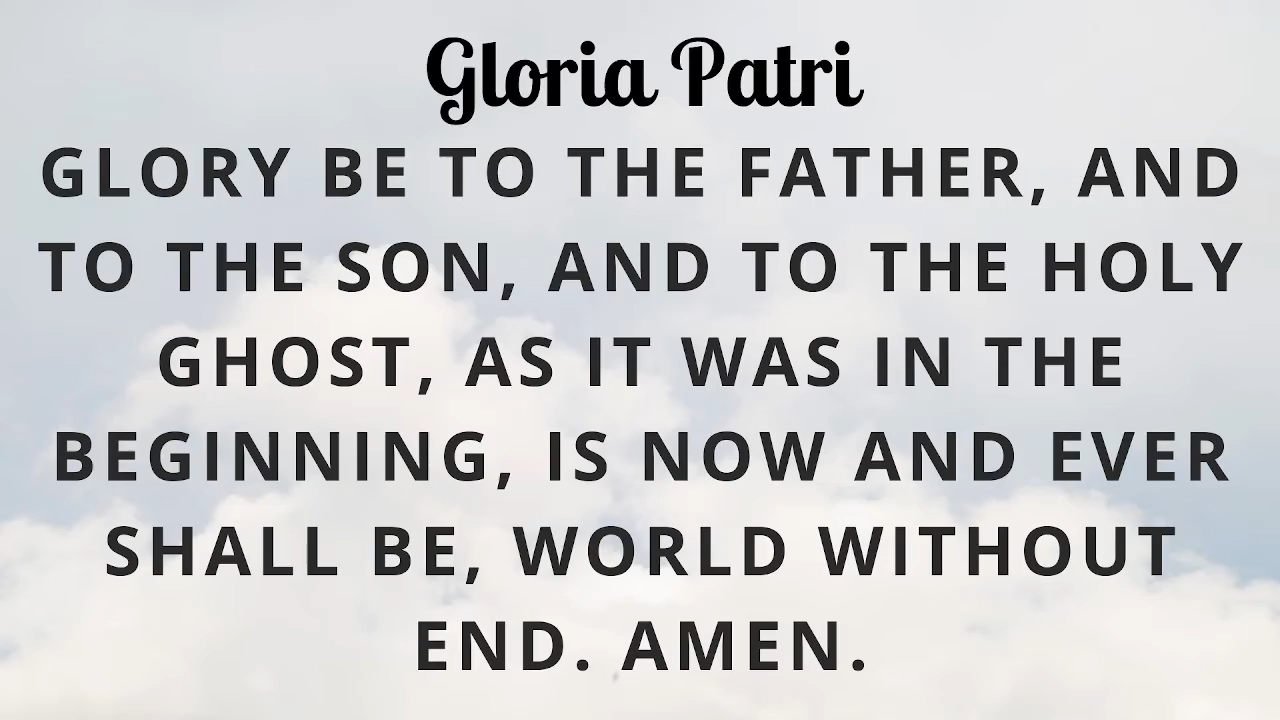 Gloria Patri
GLORY BE TO THE FATHER, AND
TO THE SON, AND TO THE HOLY
GHOST, AS IT WAS IN THE
BEGINNING, IS NOW AND EVER
SHALL BE, WORLD WITHOUT
END. AMEN.